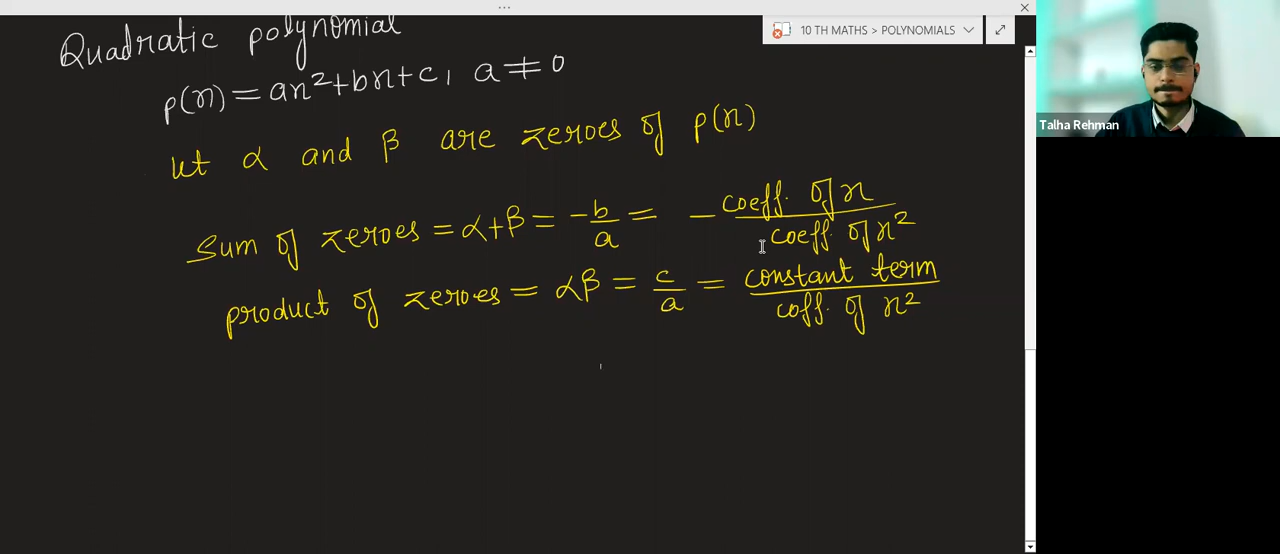 10 TH MATHS > POLYNOMIALS
Talha Rehman
Quadratic polynomial
p(x) = ax²+bx+c, a≠0
let α and β are zeroes of p(x)
Sum of zeroes = α+β = -b/a = - coeff. of x / coeff. of x²
product of zeroes = αβ = c/a = constant term / coff. of x²